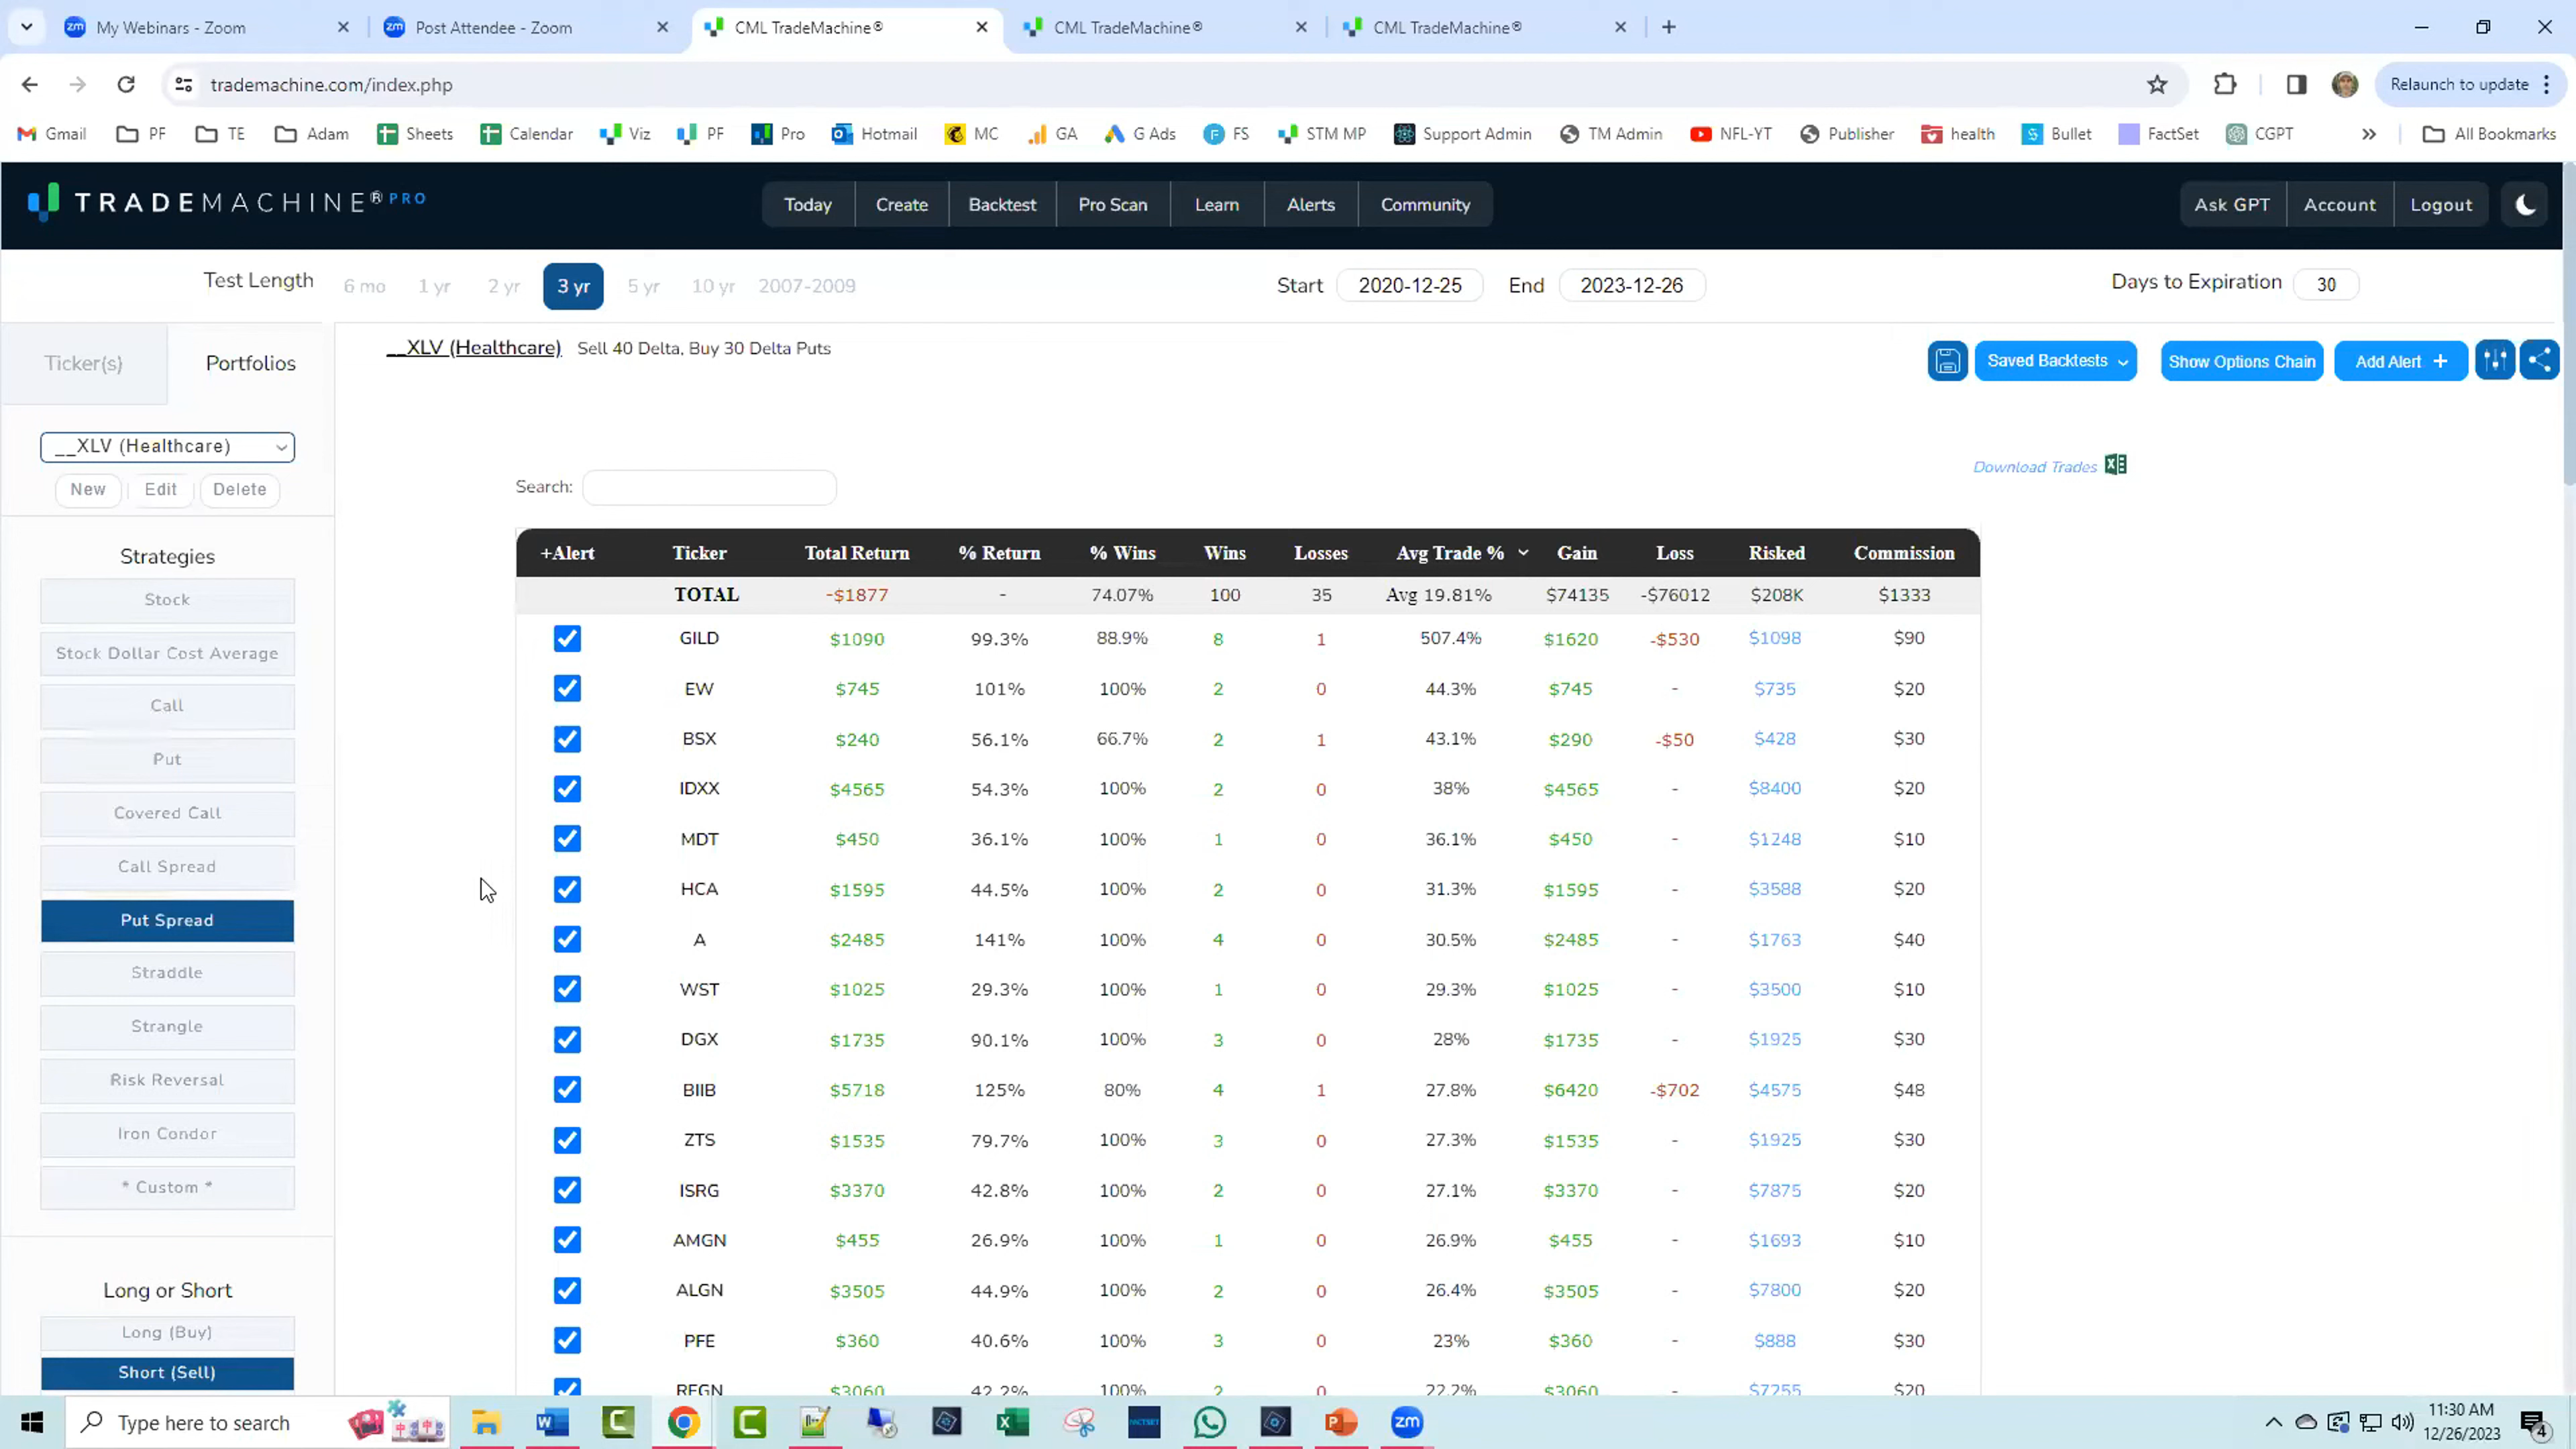 My Webinars - Zoom
Post Attendee - Zoom
CML TradeMachine®
CML TradeMachine®
CML TradeMachine®
trademachine.com/index.php
Relaunch to update
Gmail PF TE Adam Sheets Calendar Viz PF Pro Hotmail MC GA G Ads FS STM MP Support Admin TM Admin NFL-YT Publisher health Bullet FactSet CGPT » All Bookmarks
TRADEMACHINE® PRO
Today Create Backtest Pro Scan Learn Alerts Community
Ask GPT Account Logout
Test Length 6 mo 1 yr 2 yr 3 yr 5 yr 10 yr 2007-2009 Start 2020-12-25 End 2023-12-26 Days to Expiration 30
Ticker(s) Portfolios
__XLV (Healthcare) Sell 40 Delta, Buy 30 Delta Puts
Saved Backtests Show Options Chain Add Alert +
__XLV (Healthcare)
New Edit Delete
Strategies
Stock
Stock Dollar Cost Average
Call
Put
Covered Call
Call Spread
Put Spread
Straddle
Strangle
Risk Reversal
Iron Condor
* Custom *
Long or Short
Long (Buy)
Short (Sell)
Download Trades
Search:
+Alert Ticker Total Return % Return % Wins Wins Losses Avg Trade % Gain Loss Risked Commission
TOTAL -$1877 - 74.07% 100 35 Avg 19.81% $74135 -$76012 $208K $1333
GILD $1090 99.3% 88.9% 8 1 507.4% $1620 -$530 $1098 $90
EW $745 101% 100% 2 0 44.3% $745 - $735 $20
BSX $240 56.1% 66.7% 2 1 43.1% $290 -$50 $428 $30
IDXX $4565 54.3% 100% 2 0 38% $4565 - $8400 $20
MDT $450 36.1% 100% 1 0 36.1% $450 - $1248 $10
HCA $1595 44.5% 100% 2 0 31.3% $1595 - $3588 $20
A $2485 141% 100% 4 0 30.5% $2485 - $1763 $40
WST $1025 29.3% 100% 1 0 29.3% $1025 - $3500 $10
DGX $1735 90.1% 100% 3 0 28% $1735 - $1925 $30
BIIB $5718 125% 80% 4 1 27.8% $6420 -$702 $4575 $48
ZTS $1535 79.7% 100% 3 0 27.3% $1535 - $1925 $30
ISRG $3370 42.8% 100% 2 0 27.1% $3370 - $7875 $20
AMGN $455 26.9% 100% 1 0 26.9% $455 - $1693 $10
ALGN $3505 44.9% 100% 2 0 26.4% $3505 - $7800 $20
PFE $360 40.6% 100% 3 0 23% $360 - $888 $30
REGN $3060 42.2% 100% 2 0 22.2% $3060 - $7255 $20
Type here to search
11:30 AM
12/26/2023
4